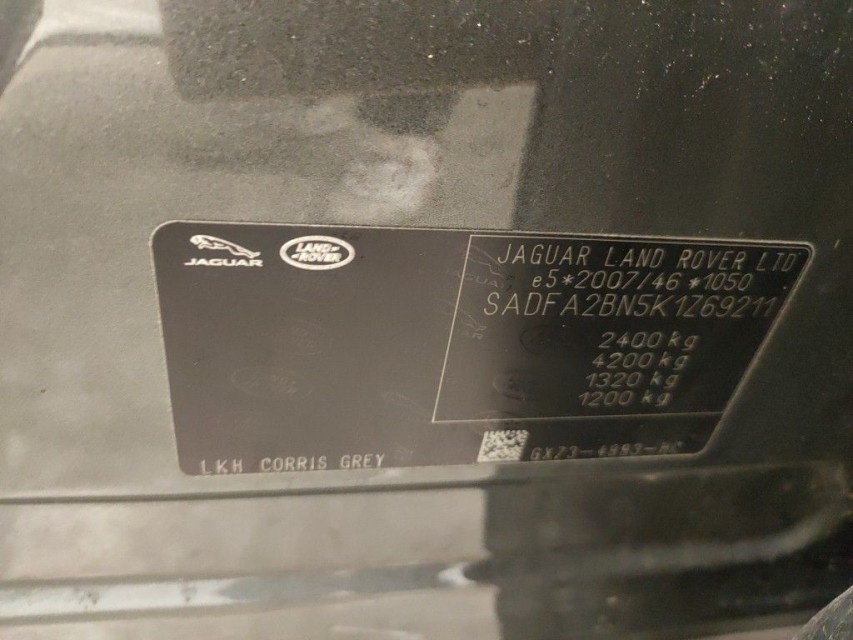 JAGUAR
LAND-
-ROVER
JAGUAR LAND ROVER LTD
e5*2007/46*1050
SADFA2BN5K1Z69211
2400 kg
4200 kg
1320 kg
1200 kg
LKH CORRIS GREY